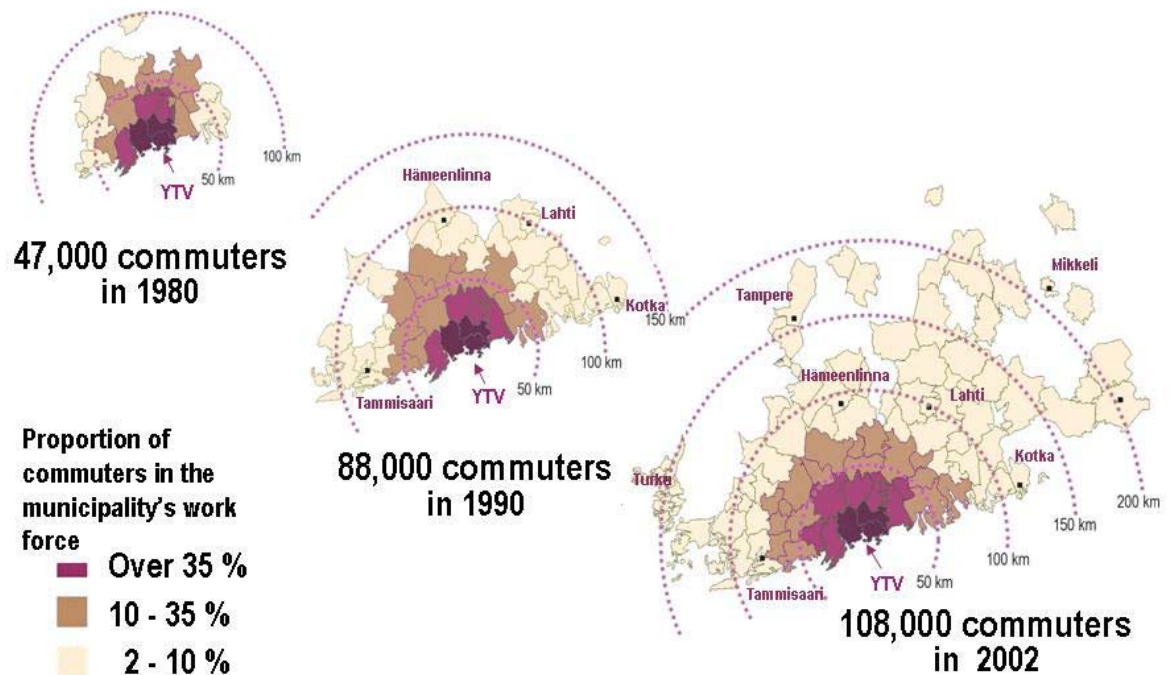 100 km
50 km
YTV
47,000 commuters
in 1980
Hämeenlinna
Lahti
Kotka
150 km
100 km
50 km
Tammisaari
YTV
88,000 commuters
in 1990
Mikkeli
Tampere
Hämeenlinna
Lahti
Kotka
Turku
200 km
150 km
100 km
50 km
YTV
Tammisaari
108,000 commuters
in 2002
Proportion of
commuters in the
municipality's work
force
Over 35 %
10 - 35 %
2 - 10 %